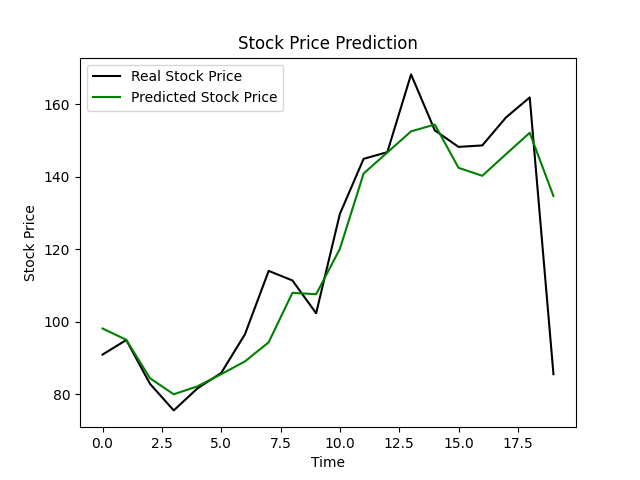 Stock Price Prediction
Real Stock Price
Predicted Stock Price
160
140
120
100
80
Stock Price
0.0 2.5 5.0 7.5 10.0 12.5 15.0 17.5
Time